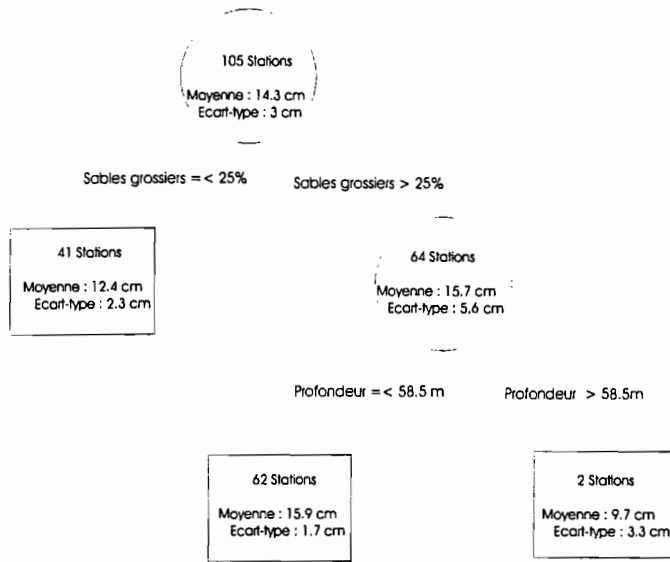 105 Stations
Moyenne : 14.3 cm
Ecart-type : 3 cm
Sables grossiers =< 25%
Sables grossiers > 25%
41 Stations
Moyenne : 12.4 cm
Ecart-type : 2.3 cm
64 Stations
Moyenne : 15.7 cm
Ecart-type : 5.6 cm
Profondeur =< 58.5 m
Profondeur > 58.5m
62 Stations
Moyenne : 15.9 cm
Ecart-type : 1.7 cm
2 Stations
Moyenne : 9.7 cm
Ecart-type : 3.3 cm